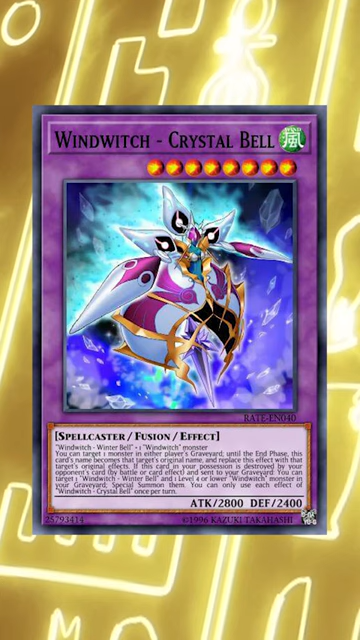 WINDWITCH - CRYSTAL BELL
WIND
風
RATE-EN040
[SPELLCASTER / FUSION / EFFECT]
"Windwitch - Winter Bell" + 1 "Windwitch" monster
You can target 1 monster in either player's Graveyard; until the End Phase, this
card's name becomes that target's original name, and replace this effect with that
target's original effects. If this card in your possession is destroyed by your
opponent's card (by battle or card effect) and sent to your Graveyard: You can
target 1 "Windwitch - Winter Bell" and 1 Level 4 or lower "Windwitch" monster in
your Graveyard; Special Summon them. You can only use each effect of
"Windwitch - Crystal Bell" once per turn.
ATK/2800 DEF/2400
25793414 ©1996 KAZUKI TAKAHASHI